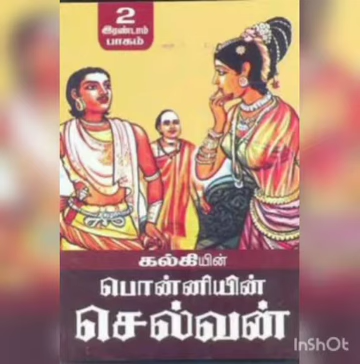 2
இரண்டாம்
பாகம்
கல்கியின்
பொன்னியின்
செல்வன்
InShOt